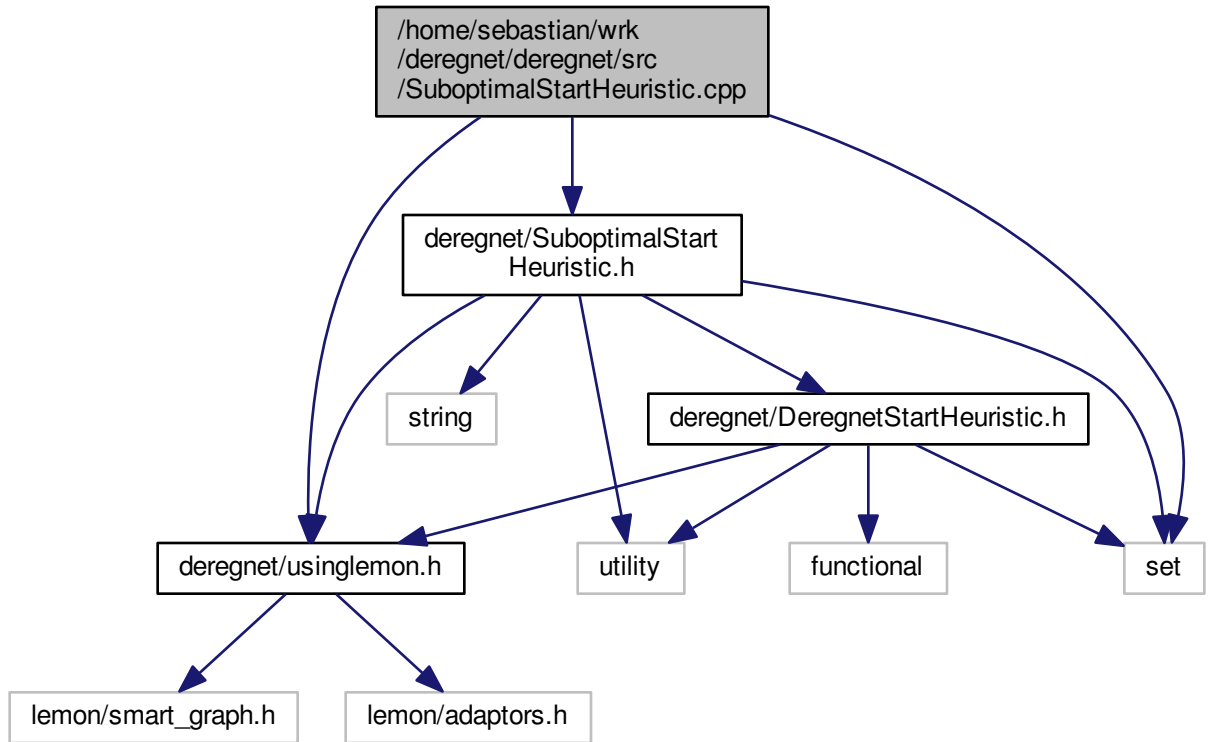 /home/sebastian/wrk
/deregnet/deregnet/src
/SuboptimalStartHeuristic.cpp
deregnet/SuboptimalStart
Heuristic.h
string
deregnet/DeregnetStartHeuristic.h
deregnet/usinglemon.h
utility
functional
set
lemon/smart_graph.h
lemon/adaptors.h